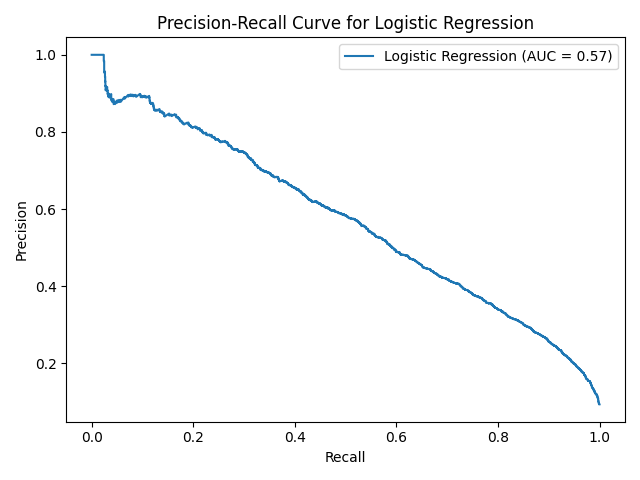 Precision-Recall Curve for Logistic Regression
Logistic Regression (AUC = 0.57)
1.0
0.8
0.6
0.4
0.2
Precision
0.0 0.2 0.4 0.6 0.8 1.0
Recall